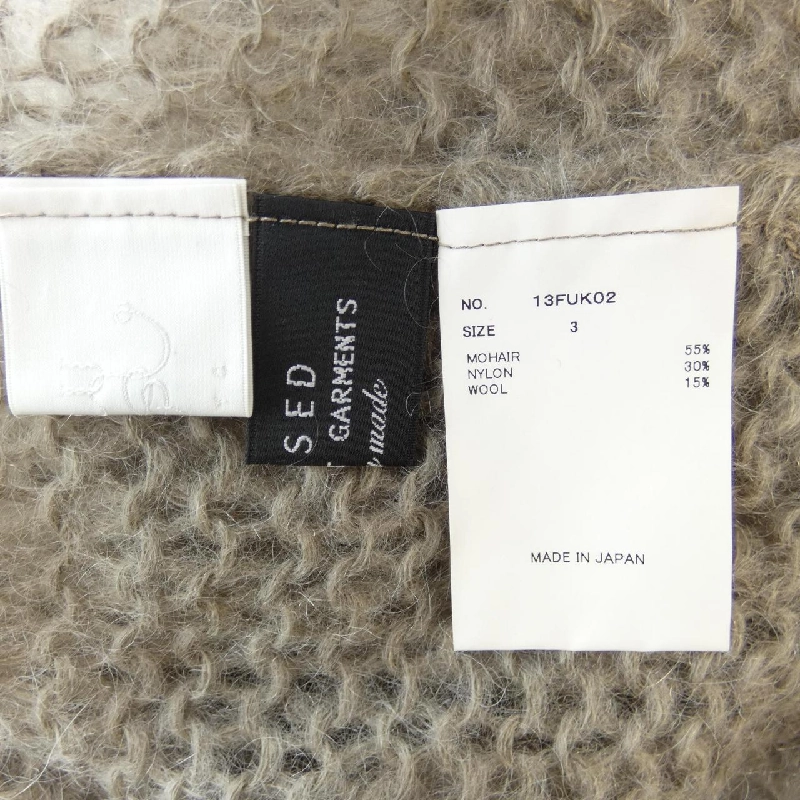 SED
GARMENTS
made
NO. 13FUK02
SIZE 3
MOHAIR 55%
NYLON 30%
WOOL 15%
MADE IN JAPAN